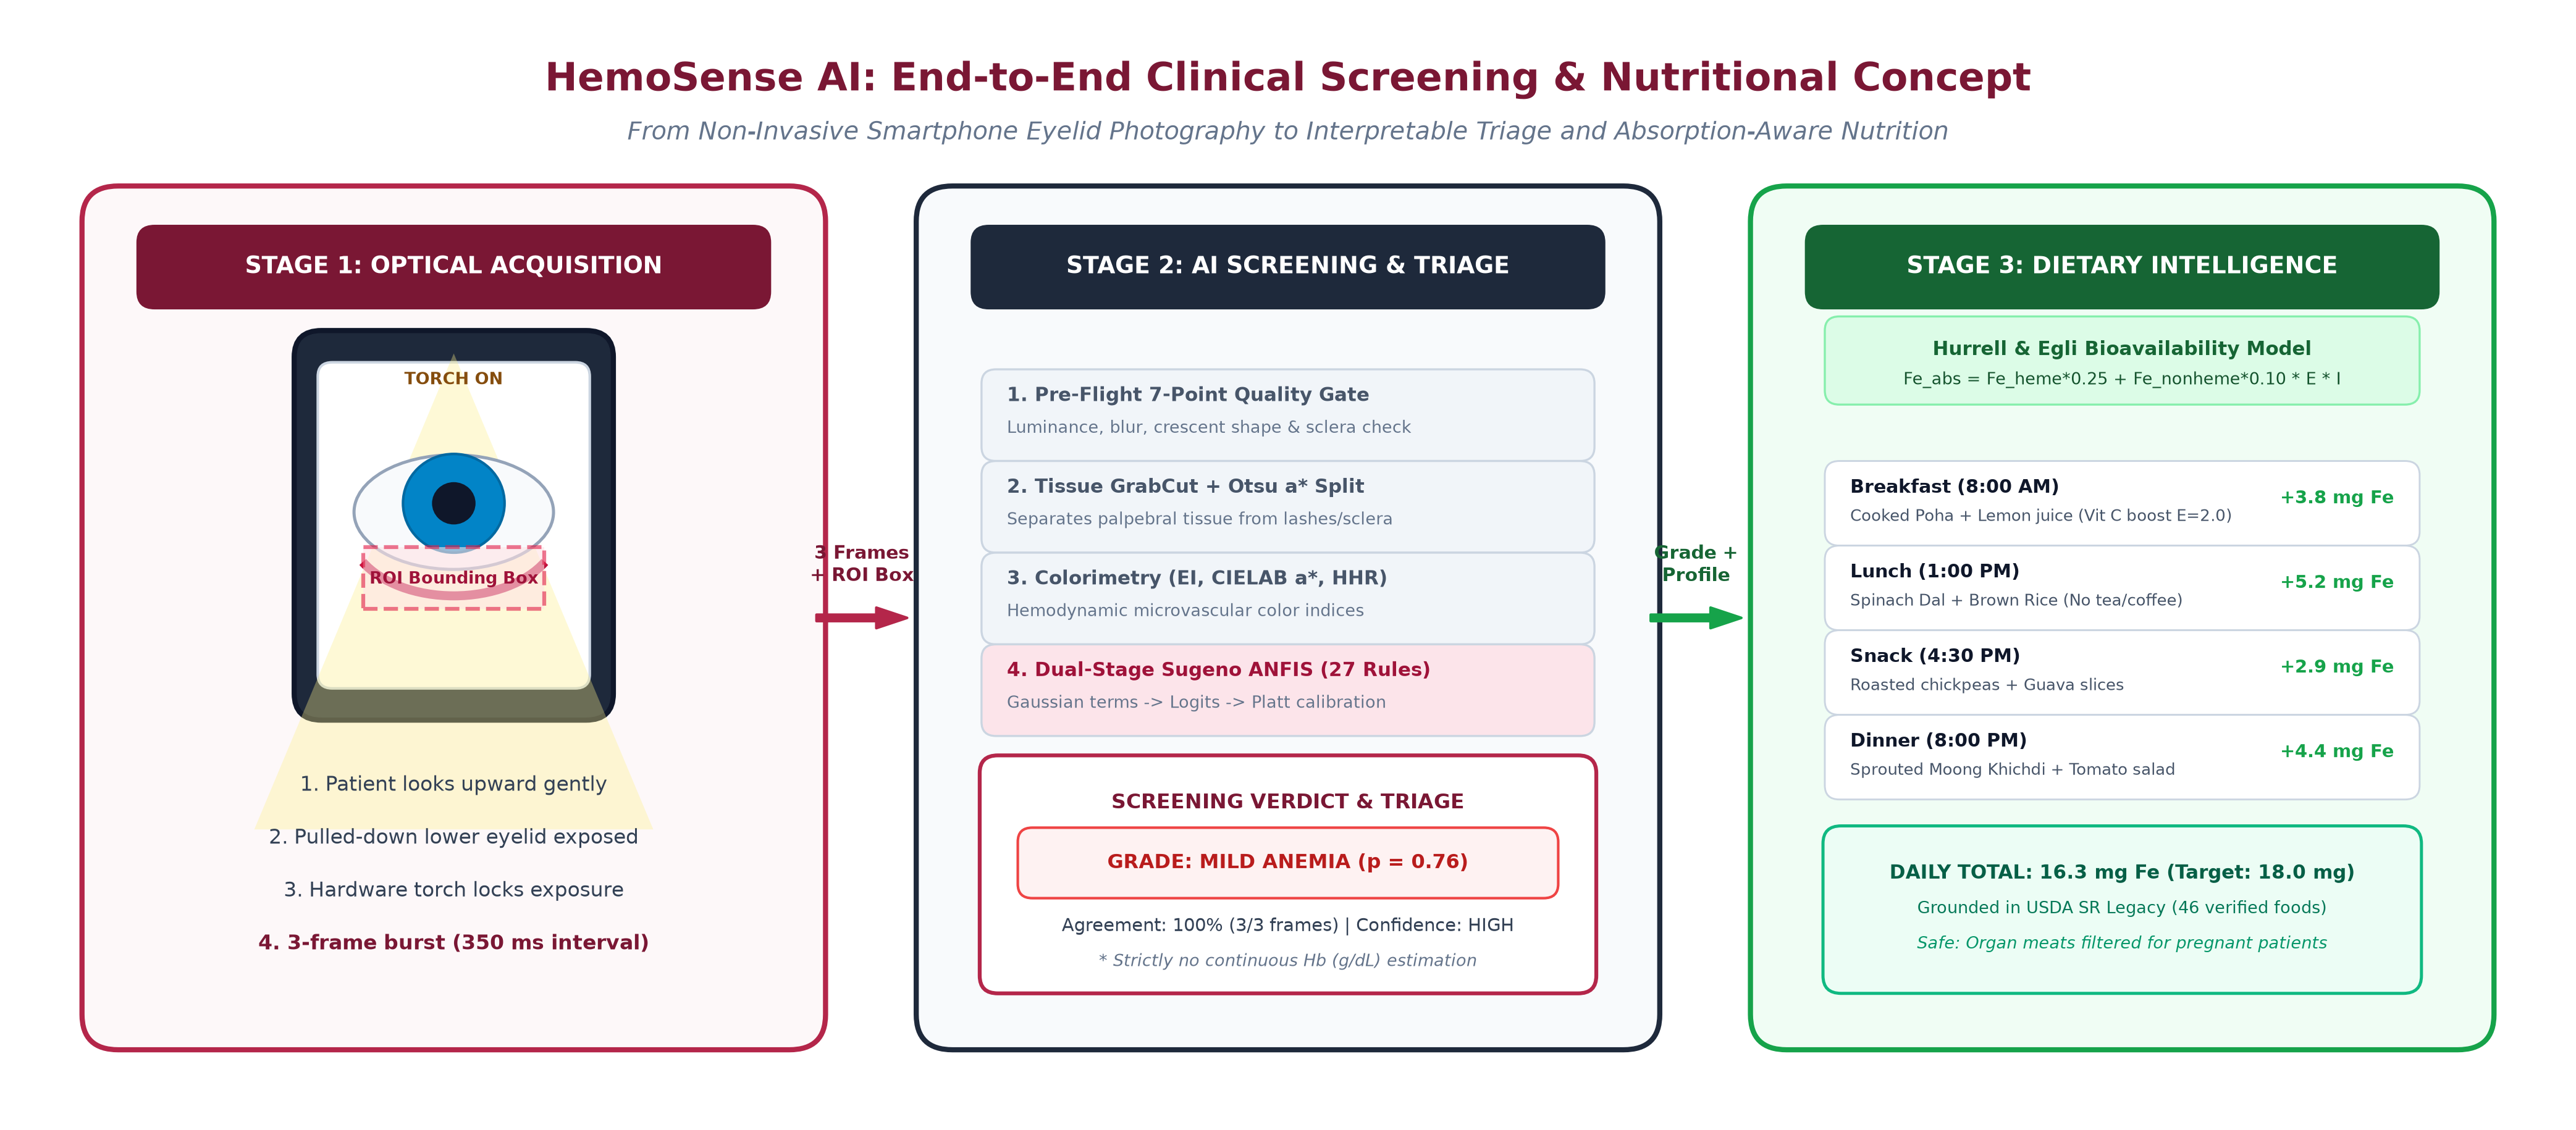 HemoSense AI: End-to-End Clinical Screening & Nutritional Concept
From Non-Invasive Smartphone Eyelid Photography to Interpretable Triage and Absorption-Aware Nutrition
STAGE 1: OPTICAL ACQUISITION
TORCH ON
ROI Bounding Box
1. Patient looks upward gently
2. Pulled-down lower eyelid exposed
3. Hardware torch locks exposure
4. 3-frame burst (350 ms interval)
3 Frames
+ ROI Box
STAGE 2: AI SCREENING & TRIAGE
1. Pre-Flight 7-Point Quality Gate
Luminance, blur, crescent shape & sclera check
2. Tissue GrabCut + Otsu a* Split
Separates palpebral tissue from lashes/sclera
3. Colorimetry (EI, CIELAB a*, HHR)
Hemodynamic microvascular color indices
4. Dual-Stage Sugeno ANFIS (27 Rules)
Gaussian terms -> Logits -> Platt calibration
SCREENING VERDICT & TRIAGE
GRADE: MILD ANEMIA (p = 0.76)
Agreement: 100% (3/3 frames) | Confidence: HIGH
* Strictly no continuous Hb (g/dL) estimation
Grade +
Profile
STAGE 3: DIETARY INTELLIGENCE
Hurrell & Egli Bioavailability Model
Fe_abs = Fe_heme*0.25 + Fe_nonheme*0.10 * E * I
Breakfast (8:00 AM)
+3.8 mg Fe
Cooked Poha + Lemon juice (Vit C boost E=2.0)
Lunch (1:00 PM)
+5.2 mg Fe
Spinach Dal + Brown Rice (No tea/coffee)
Snack (4:30 PM)
+2.9 mg Fe
Roasted chickpeas + Guava slices
Dinner (8:00 PM)
+4.4 mg Fe
Sprouted Moong Khichdi + Tomato salad
DAILY TOTAL: 16.3 mg Fe (Target: 18.0 mg)
Grounded in USDA SR Legacy (46 verified foods)
Safe: Organ meats filtered for pregnant patients